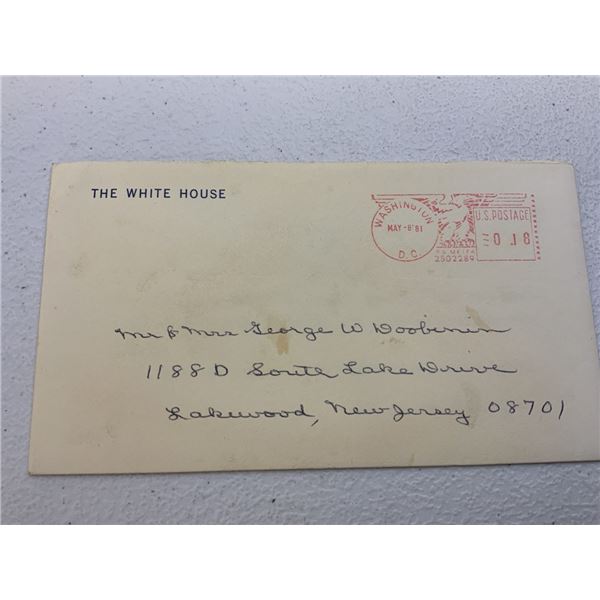 THE WHITE HOUSE
WASHINGTON
MAY -8'81
D.C.
U.S. POSTAGE
0.18
2502289
Mr & Mrs George W
1188 D South Lake Drive
Lakewood, New Jersey 08701